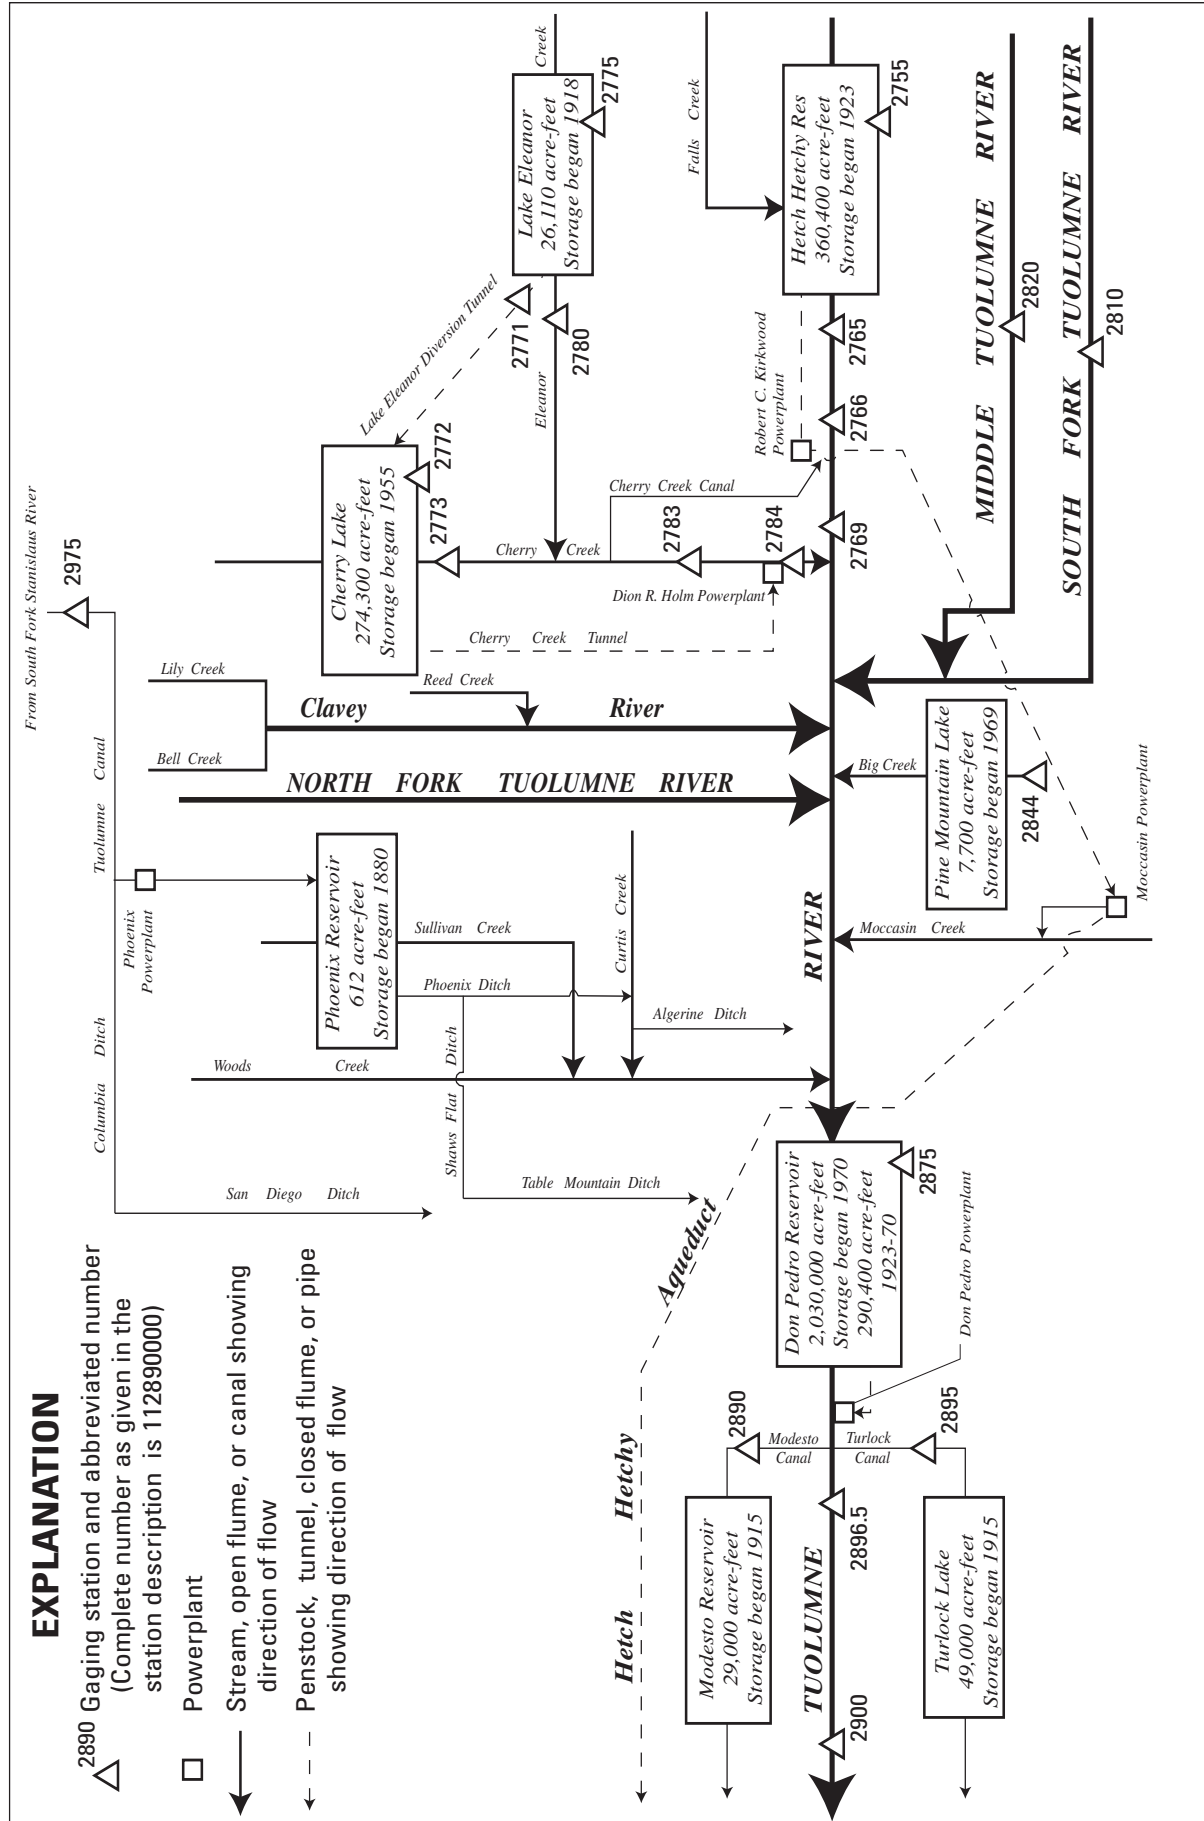 EXPLANATION
2890 Gaging station and abbreviated number
(Complete number as given in the
station description is 112890000)
Powerplant
Stream, open flume, or canal showing
direction of flow
Penstock, tunnel, closed flume, or pipe
showing direction of flow
From South Fork Stanislaus River
2975
Tuolumne Canal
Columbia Ditch
San Diego Ditch
Phoenix
Powerplant
Lily Creek
Bell Creek
Clavey River
Reed Creek
NORTH FORK TUOLUMNE RIVER
Phoenix Reservoir
612 acre-feet
Storage began 1880
Sullivan Creek
Phoenix Ditch
Curtis Creek
Algerine Ditch
Woods Creek
Shaws Flat Ditch
Table Mountain Ditch
Cherry Lake
274,300 acre-feet
Storage began 1955
2772
2773
Lake Eleanor Diversion Tunnel
2771
Lake Eleanor
26,110 acre-feet
Storage began 1918
2775
Creek
2780
Eleanor
Cherry Creek
Cherry Creek Canal
2783
2784
Dion R. Holm Powerplant
Cherry Creek Tunnel
Falls Creek
Hetch Hetchy Res
360,400 acre-feet
Storage began 1923
2755
Robert C. Kirkwood
Powerplant
2765
2766
2769
MIDDLE TUOLUMNE RIVER
2820
SOUTH FORK TUOLUMNE RIVER
2810
Big Creek
Pine Mountain Lake
7,700 acre-feet
Storage began 1969
2844
Moccasin Powerplant
Moccasin Creek
RIVER
Hetch Hetchy Aqueduct
Don Pedro Reservoir
2,030,000 acre-feet
Storage began 1970
290,400 acre-feet
1923-70
2875
Don Pedro Powerplant
2890
Modesto
Canal
Turlock
Canal
2895
Modesto Reservoir
29,000 acre-feet
Storage began 1915
2896.5
TUOLUMNE
Turlock Lake
49,000 acre-feet
Storage began 1915
2900